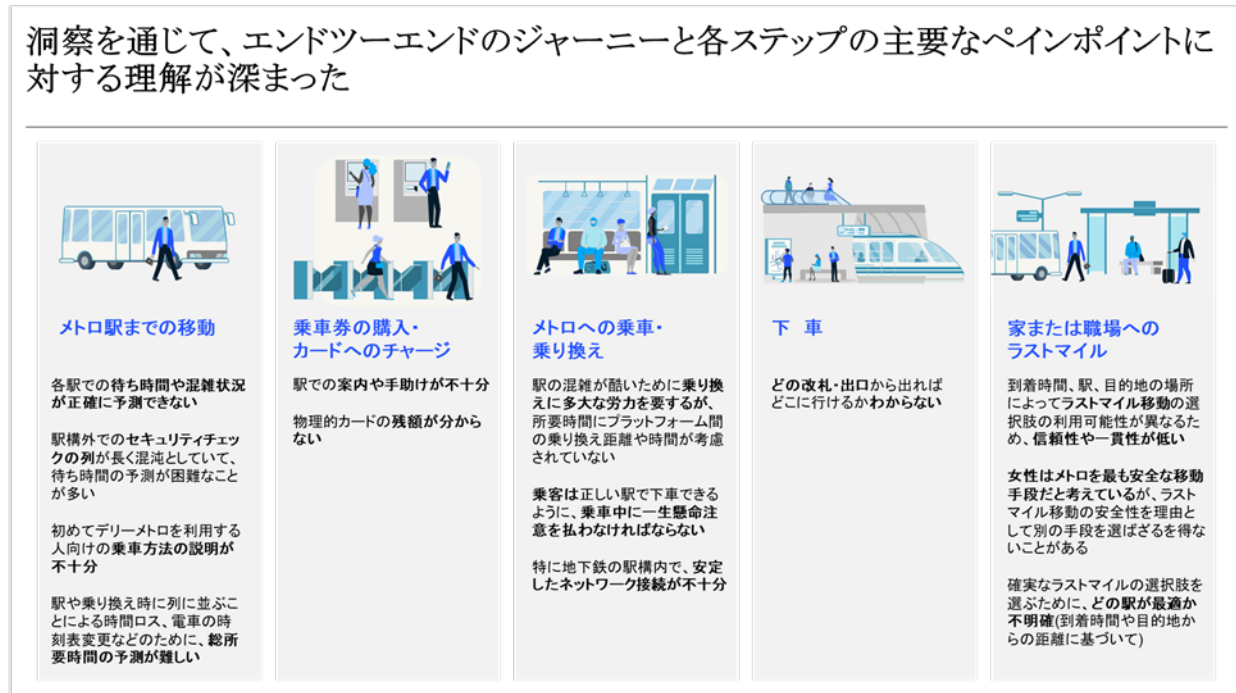 洞察を通じて、エンドツーエンドのジャーニーと各ステップの主要なペインポイントに
対する理解が深まった
メトロ駅までの移動
各駅での待ち時間や混雑状況
が正確に予測できない
駅構外でのセキュリティチェッ
クの列が長く混沌としていて、
待ち時間の予測が困難なこと
が多い
初めてデリーメトロを利用する
人向けの乗車方法の説明が
不十分
駅や乗り換え時に列に並ぶこ
とによる時間ロス、電車の時
刻表変更などのために、総所
要時間の予測が難しい
乗車券の購入・
カードへのチャージ
駅での案内や手助けが不十分
物理的カードの残額が分から
ない
メトロへの乗車・
乗り換え
駅の混雑が酷いために乗り換
えに多大な労力を要するが、
所要時間にプラットフォーム間
の乗り換え距離や時間が考慮
されていない
乗客は正しい駅で下車できる
ように、乗車中に一生懸命注
意を払わなければならない
特に地下鉄の駅構内で、安定
したネットワーク接続が不十分
下 車
どの改札・出口から出れば
どこに行けるかわからない
家または職場への
ラストマイル
到着時間、駅、目的地の場所
によってラストマイル移動の選
択肢の利用可能性が異なるた
め、信頼性や一貫性が低い
女性はメトロを最も安全な移動
手段だと考えているが、ラスト
マイル移動の安全性を理由と
して別の手段を選ばざるを得な
いことがある
確実なラストマイルの選択肢を
選ぶために、どの駅が最適か
不明確(到着時間や目的地か
らの距離に基づいて)